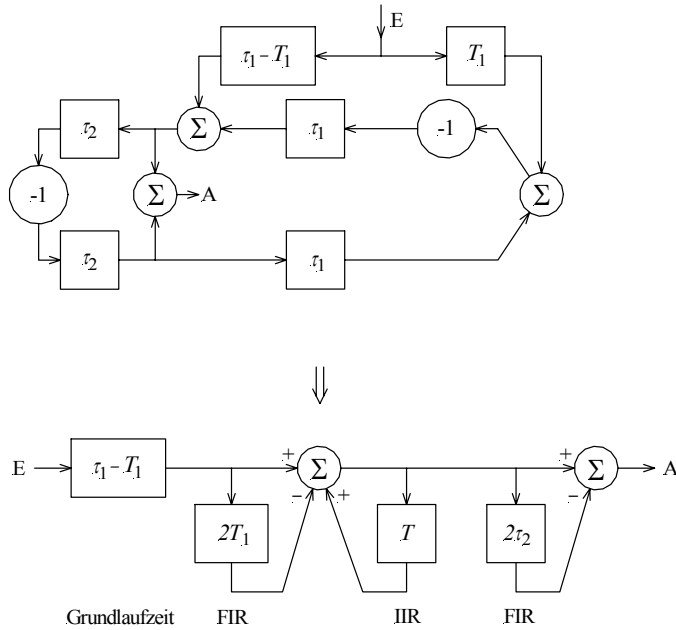 E
τ1 – T1
T1
τ2
Σ
τ1
-1
-1
Σ
A
Σ
τ2
τ1
⇓
E
τ1 – T1
+
Σ
+
Σ
A
–
+
–
2T1
T
2τ2
Grundlaufzeit FIR IIR FIR